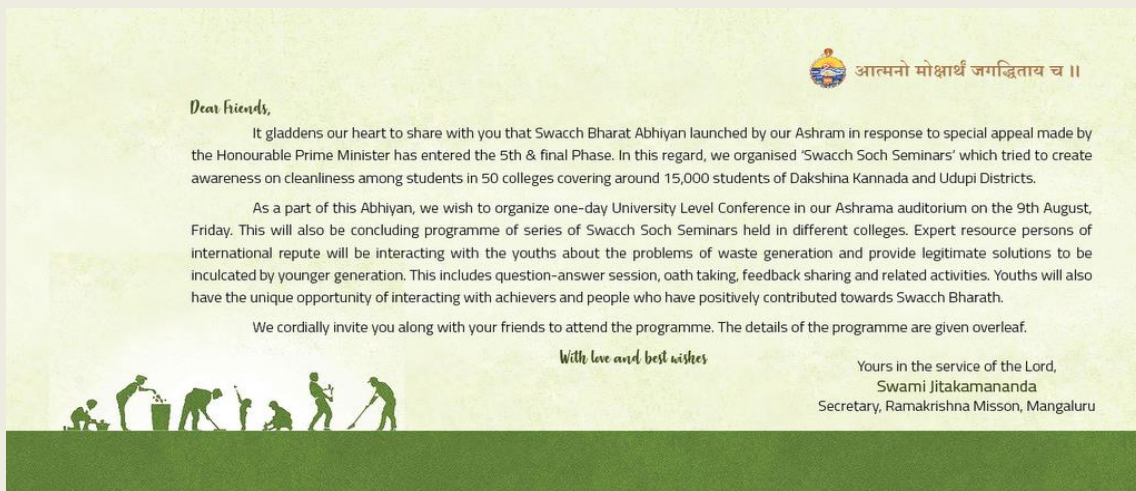 आत्मनो मोक्षार्थं जगद्धिताय च ॥
Dear Friends,
It gladdens our heart to share with you that Swacch Bharat Abhiyan launched by our Ashram in response to special appeal made by
the Honourable Prime Minister has entered the 5th & final Phase. In this regard, we organised ‘Swacch Soch Seminars’ which tried to create
awareness on cleanliness among students in 50 colleges covering around 15,000 students of Dakshina Kannada and Udupi Districts.
As a part of this Abhiyan, we wish to organize one-day University Level Conference in our Ashrama auditorium on the 9th August,
Friday. This will also be concluding programme of series of Swacch Soch Seminars held in different colleges. Expert resource persons of
international repute will be interacting with the youths about the problems of waste generation and provide legitimate solutions to be
inculcated by younger generation. This includes question-answer session, oath taking, feedback sharing and related activities. Youths will also
have the unique opportunity of interacting with achievers and people who have positively contributed towards Swacch Bharath.
We cordially invite you along with your friends to attend the programme. The details of the programme are given overleaf.
With love and best wishes
Yours in the service of the Lord,
Swami Jitakamananda
Secretary, Ramakrishna Misson, Mangaluru